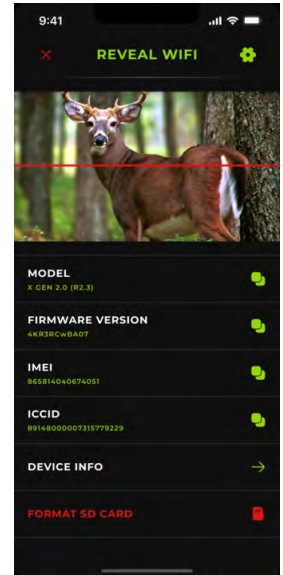 9:41
REVEAL WIFI
MODEL
X GEN 2.0 (R2.3)
FIRMWARE VERSION
4KR3RCwBA07
IMEI
865814040674051
ICCID
89148000007315779229
DEVICE INFO
FORMAT SD CARD